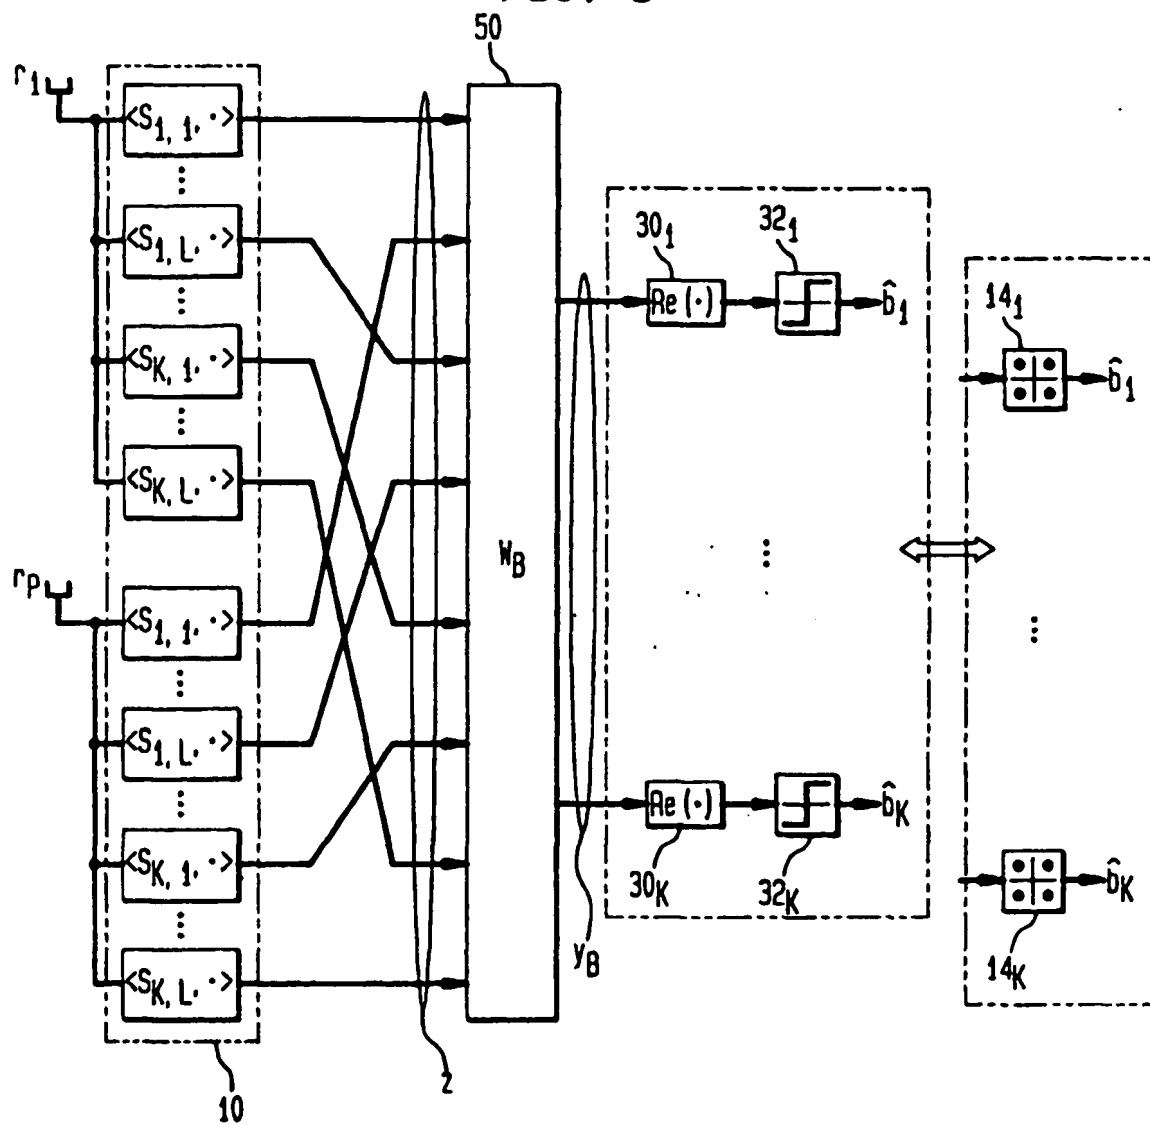 50
r1
<S1, 1, ·>
<S1, L, ·>
<SK, 1, ·>
<SK, L, ·>
rP
<S1, 1, ·>
<S1, L, ·>
<SK, 1, ·>
<SK, L, ·>
10
z
WB
yB
301
Re(·)
321
b̂1
Re(·)
30K
32K
b̂K
141
b̂1
14K
b̂K